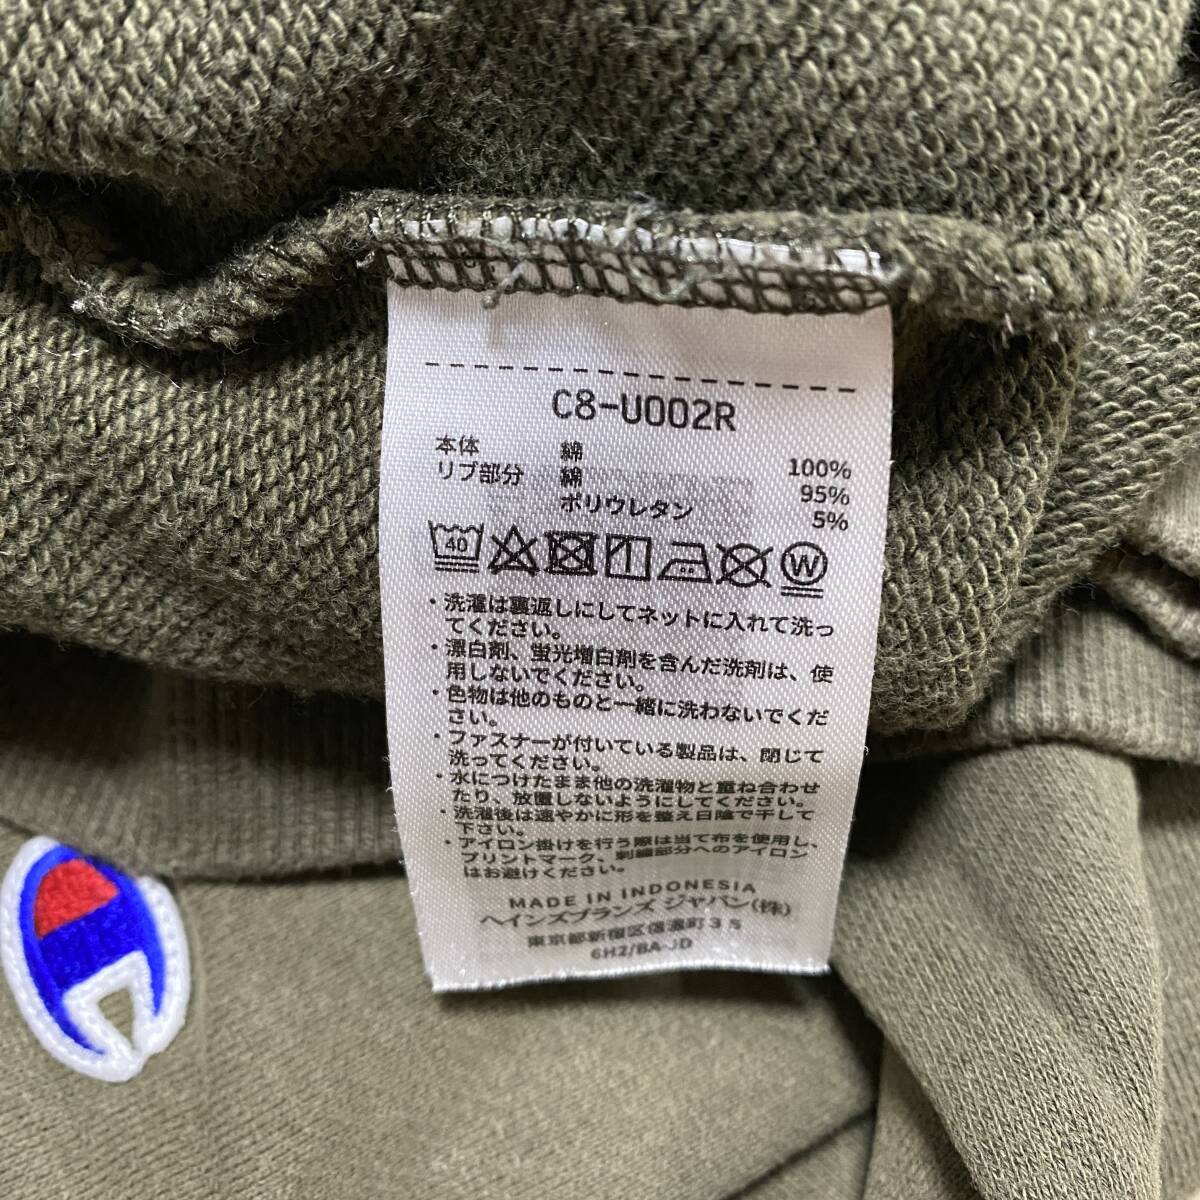 C8-U002R
本体 綿 100%
リブ部分 綿 95%
ポリウレタン 5%
40 W
・洗濯は裏返しにしてネットに入れて洗っ
てください。
・漂白剤、蛍光増白剤を含んだ洗剤は、使
用しないでください。
・色物は他のものと一緒に洗わないでくだ
さい。
・ファスナーが付いている製品は、閉じて
洗ってください。
・水につけたまま他の洗濯物と重ね合わせ
たり、放置しないようにしてください。
・洗濯後は速やかに形を整え日陰で干して
下さい。
・アイロン掛けを行う際は当て布を使用し、
プリントマーク、刺繍部分へのアイロン
はお避けください。
MADE IN INDONESIA
ヘインズブランズ ジャパン(株)
東京都新宿区信濃町35
6H2/BA-JD